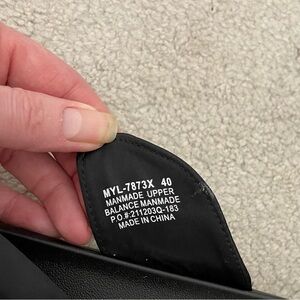 MYL-7873X 40
MANMADE UPPER
BALANCE MANMADE
P.O.#:211203Q-183
MADE IN CHINA